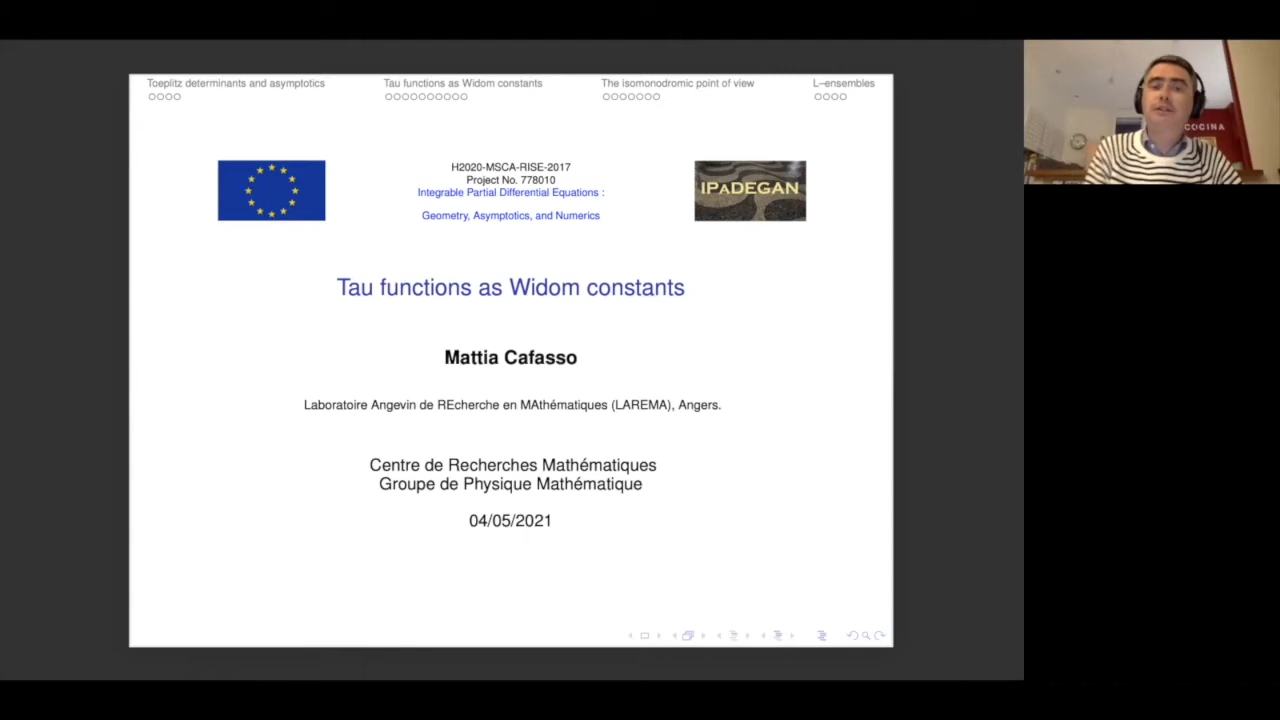 Toeplitz determinants and asymptotics
Tau functions as Widom constants
The isomonodromic point of view
L–ensembles
H2020-MSCA-RISE-2017
Project No. 778010
Integrable Partial Differential Equations :
Geometry, Asymptotics, and Numerics
IPaDEGAN
Tau functions as Widom constants
Mattia Cafasso
Laboratoire Angevin de REcherche en MAthématiques (LAREMA), Angers.
Centre de Recherches Mathématiques
Groupe de Physique Mathématique
04/05/2021
COCINA